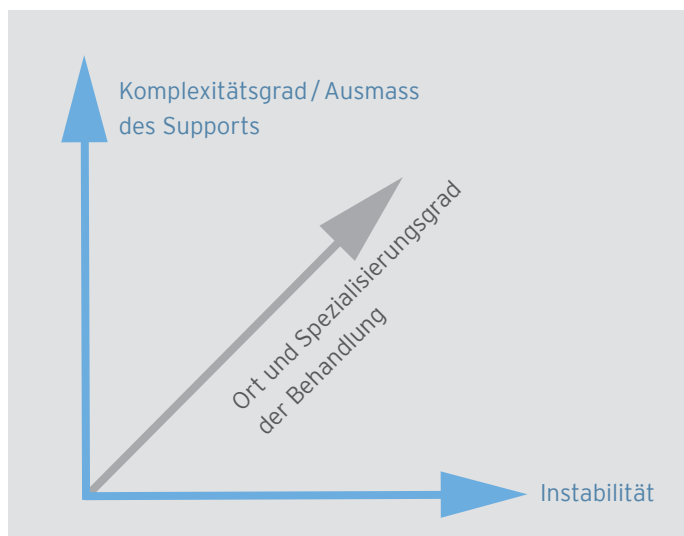 Komplexitätsgrad / Ausmass
des Supports
Ort und Spezialisierungsgrad
der Behandlung
Instabilität